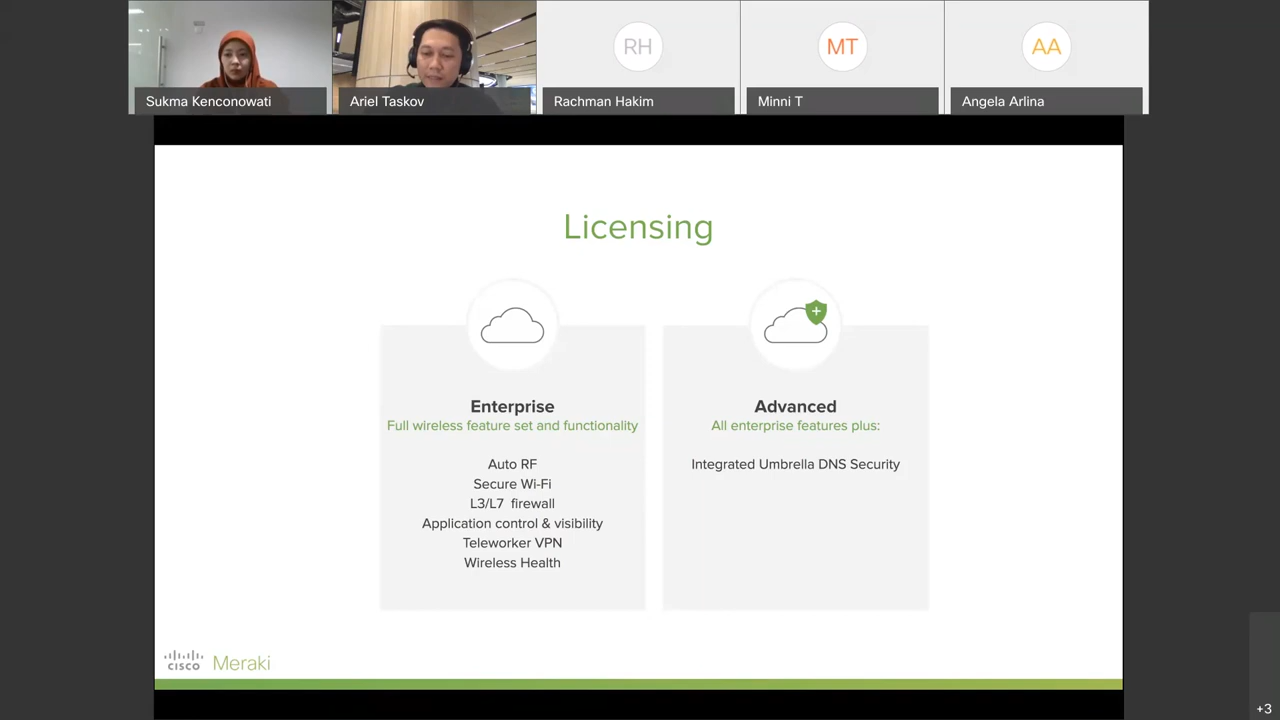 RH
MT
AA
Sukma Kenconowati
Ariel Taskov
Rachman Hakim
Minni T
Angela Arlina
Licensing
Enterprise
Full wireless feature set and functionality
Auto RF
Secure Wi-Fi
L3/L7 firewall
Application control & visibility
Teleworker VPN
Wireless Health
Advanced
All enterprise features plus:
Integrated Umbrella DNS Security
cisco Meraki
+3